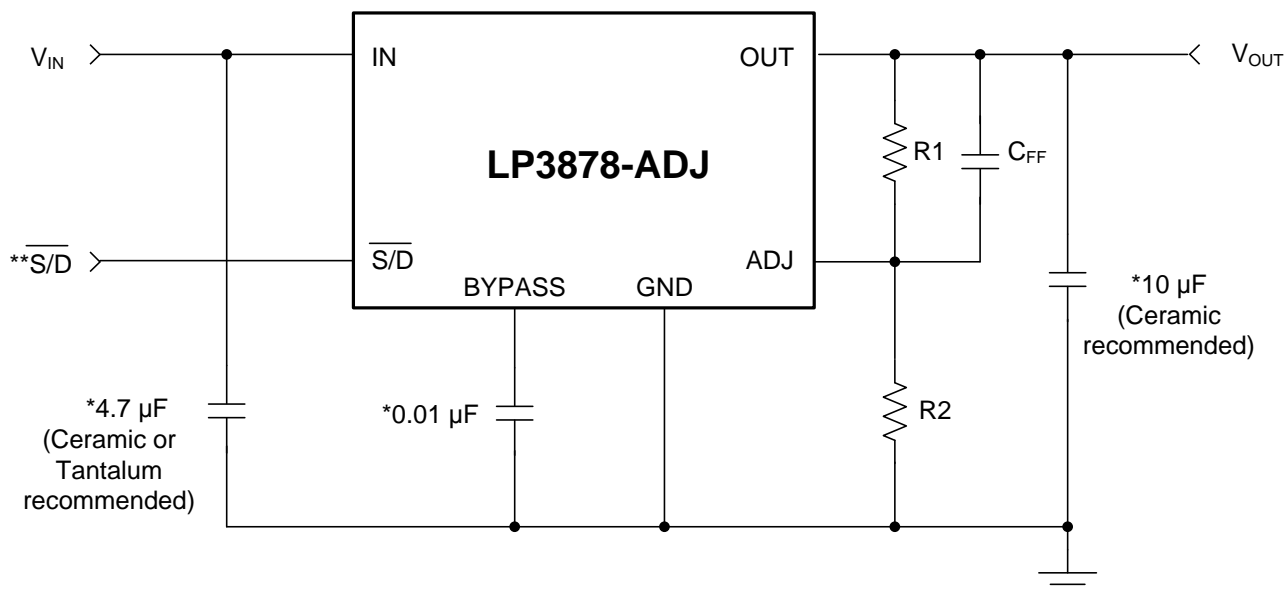 V_IN
IN
OUT
V_OUT
LP3878-ADJ
R1
C_FF
**S̅/̅D̅
S̅/̅D̅
ADJ
BYPASS
GND
*10 µF
(Ceramic
recommended)
*4.7 µF
(Ceramic or
Tantalum
recommended)
*0.01 µF
R2